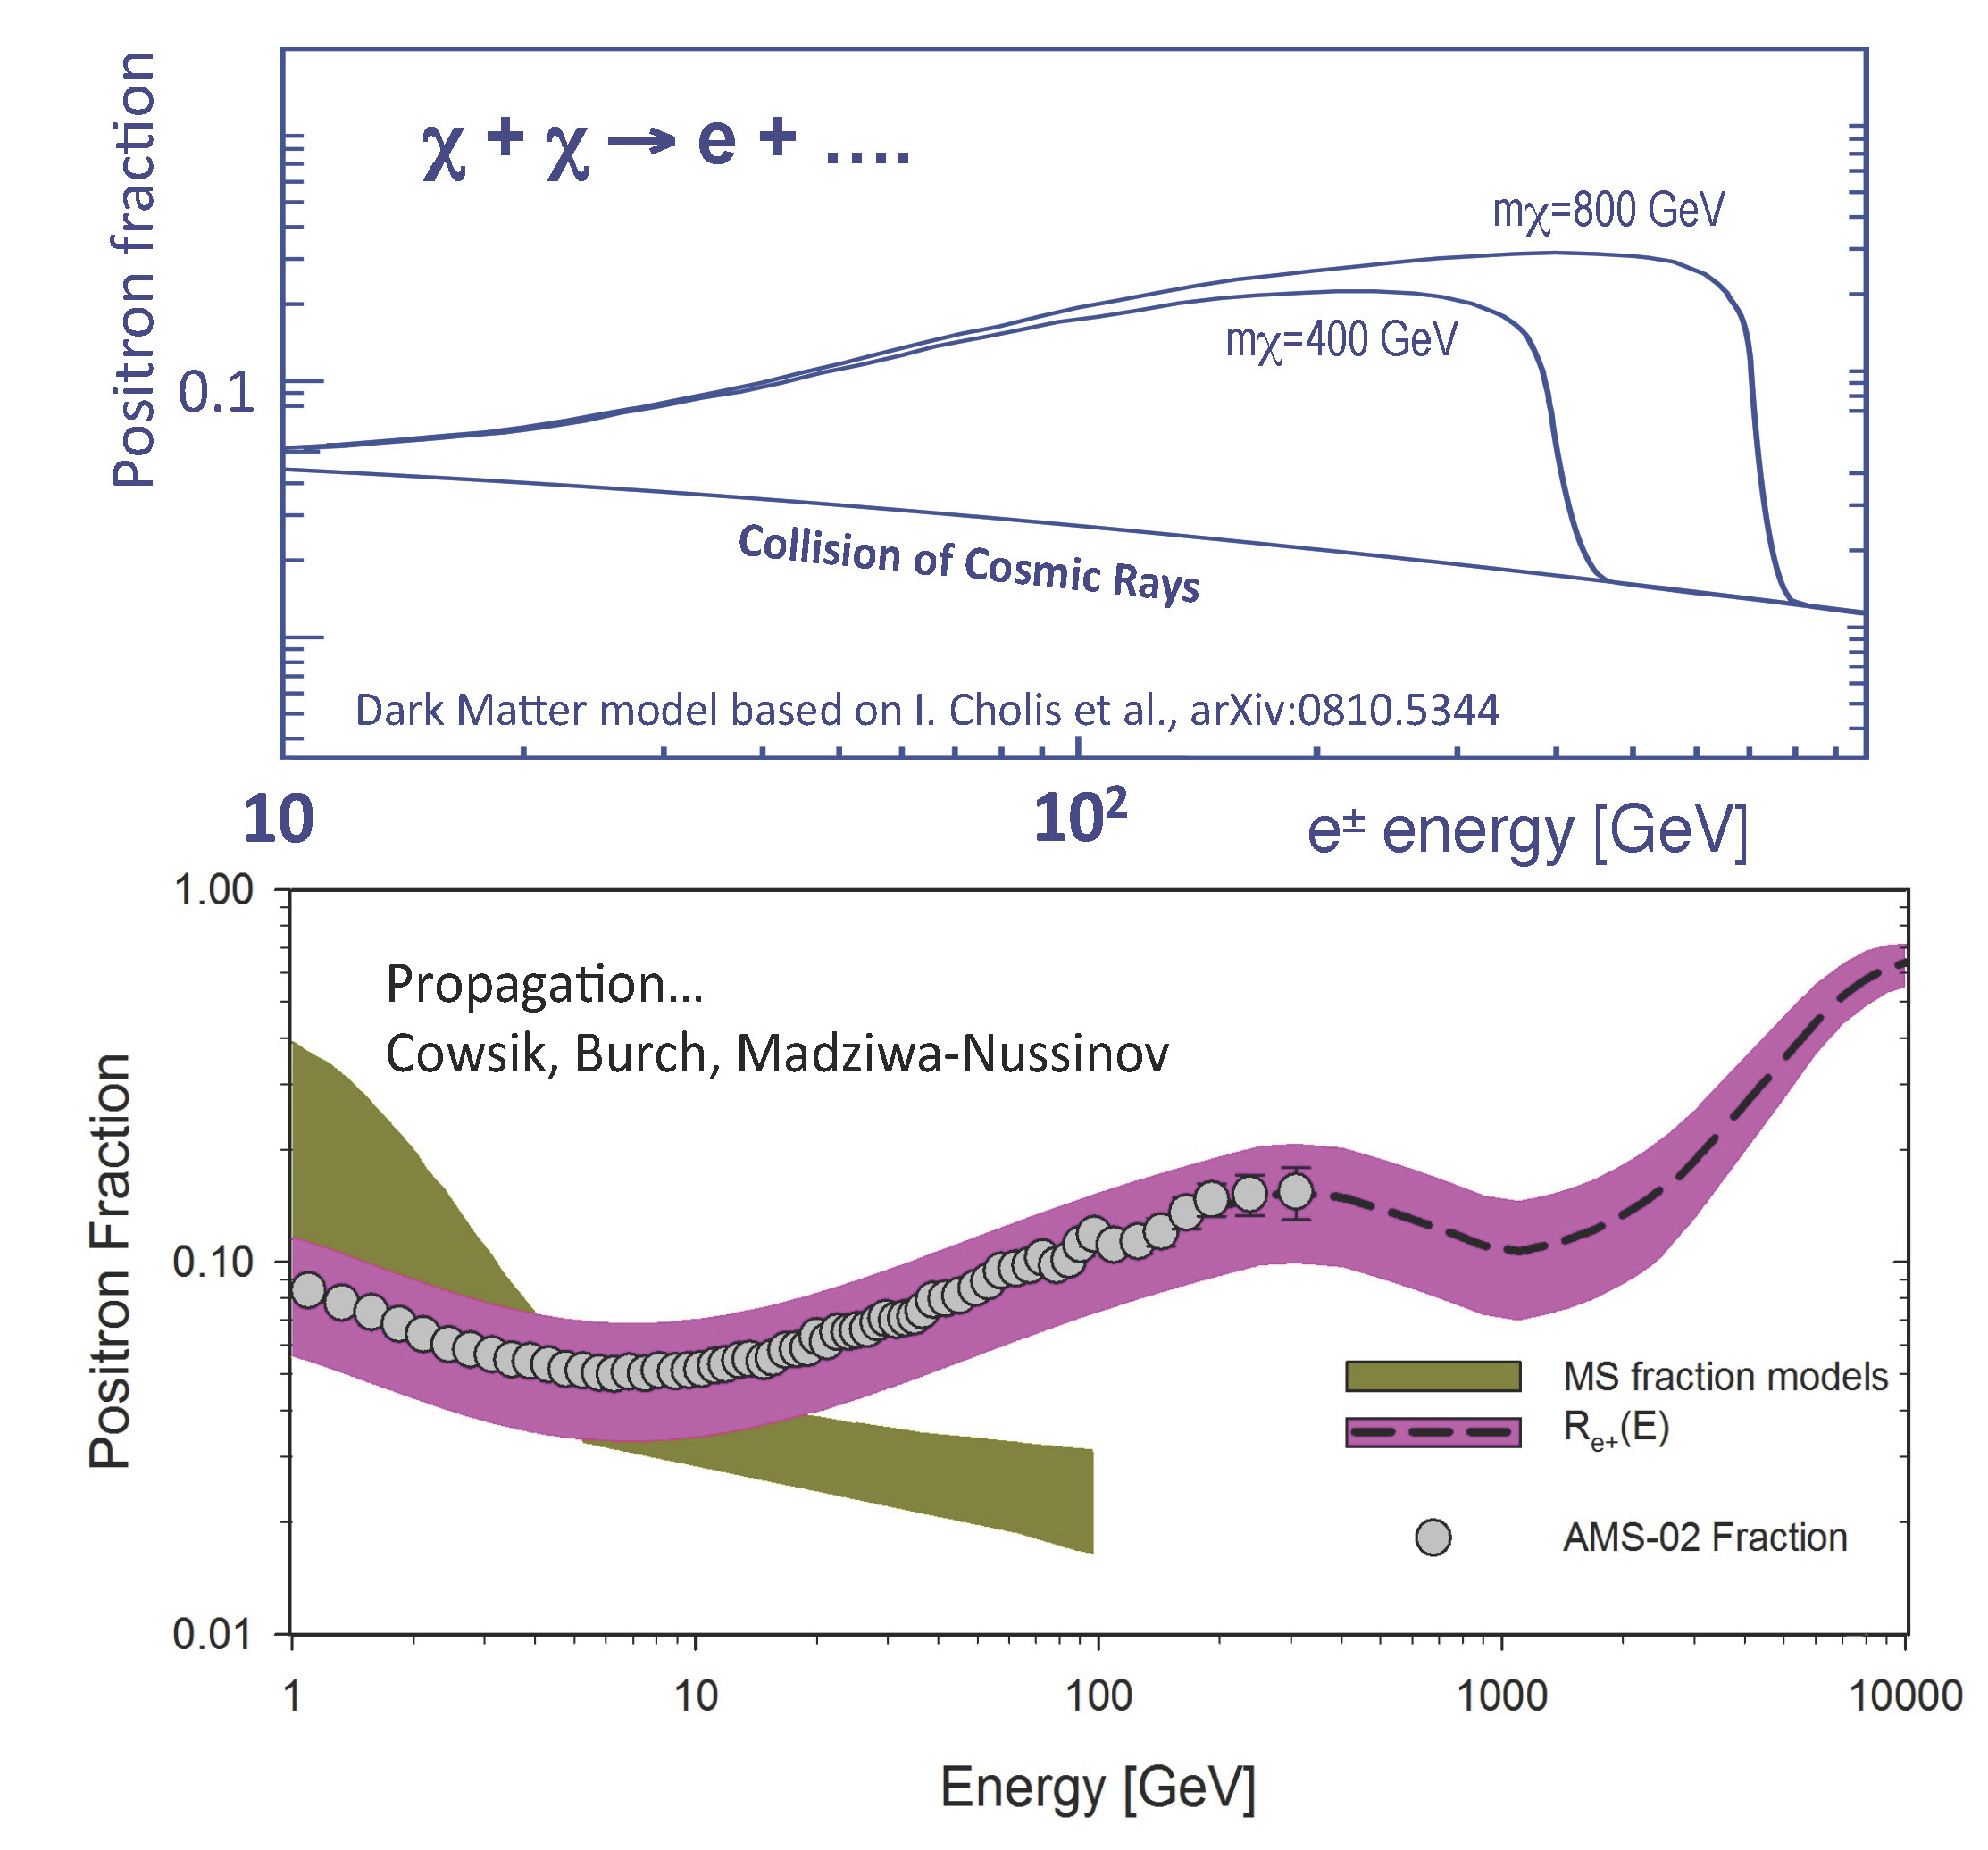 Positron fraction
χ + χ → e + ....
mχ=800 GeV
mχ=400 GeV
0.1
Collision of Cosmic Rays
Dark Matter model based on I. Cholis et al., arXiv:0810.5344
10
10²
e± energy [GeV]
1.00
Propagation...
Cowsik, Burch, Madziwa-Nussinov
Positron Fraction
0.10
MS fraction models
Re+(E)
AMS-02 Fraction
0.01
1
10
100
1000
10000
Energy [GeV]